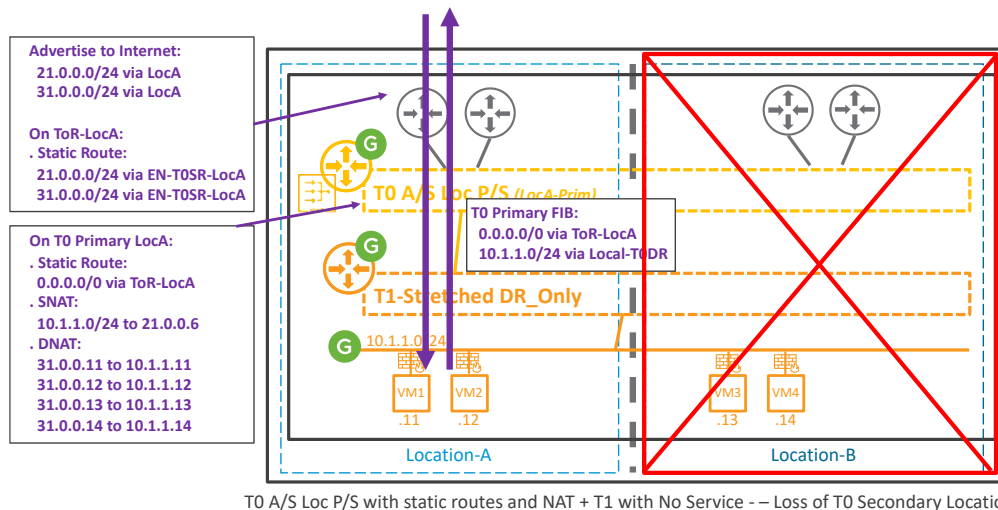 Advertise to Internet:
21.0.0.0/24 via LocA
31.0.0.0/24 via LocA
On ToR-LocA:
. Static Route:
21.0.0.0/24 via EN-T0SR-LocA
31.0.0.0/24 via EN-T0SR-LocA
On T0 Primary LocA:
. Static Route:
0.0.0.0/0 via ToR-LocA
. SNAT:
10.1.1.0/24 to 21.0.0.6
. DNAT:
31.0.0.11 to 10.1.1.11
31.0.0.12 to 10.1.1.12
31.0.0.13 to 10.1.1.13
31.0.0.14 to 10.1.1.14
G
T0 A/S Loc P/S (LocA-Prim)
T0 Primary FIB:
0.0.0.0/0 via ToR-LocA
10.1.1.0/24 via Local-T0DR
G
T1-Stretched DR_Only
G
10.1.1.0/24
VM1
VM2
VM3
VM4
.11
.12
.13
.14
Location-A
Location-B
T0 A/S Loc P/S with static routes and NAT + T1 with No Service - – Loss of T0 Secondary